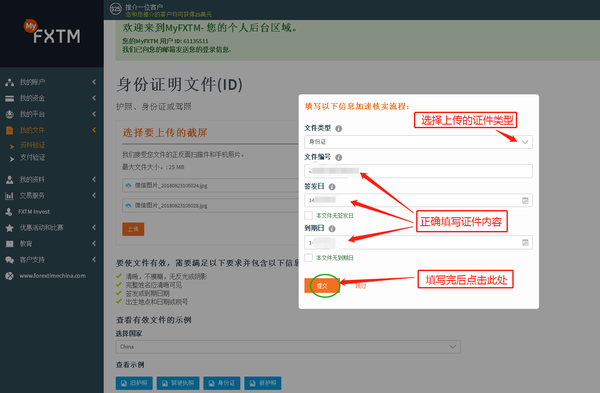 My
FXTM
推介一位客户
您和您推介的客户均可获得25美元
欢迎来到MyFXTM- 您的个人后台区域。
您的MyFXTM 用户 ID: 61135511
我们已向您的邮箱发送您的登录信息.
我的账户
我的资金
我的平台
我的文件
资料验证
支付验证
我的资料
交易服务
FXTM Invest
优惠活动和比赛
教育
客户支持
www.forextimechina.com
身份证明文件(ID)
护照、身份证或驾照
选择要上传的截屏
我们接受您文件的正反面扫描件和手机照片。
最大文件大小。: 25 MB
微信图片_20180823100024.jpg
微信图片_20180823100028.jpg
上传
要使文件有效，需要满足以下要求并包含以下信息
清晰，不模糊，无反光或阴影
完整姓名应清晰可见
签发或到期日期
出生地点和日期或税号
查看有效文件的示例
选择国家
China
查看示例
旧护照
驾驶执照
身份证
新护照
填写以下信息加速核实流程:
文件类型
身份证
文件编号
签发日
14
本文件无签发日
到期日
本文件无到期日
提交
跳过
选择上传的证件类型
正确填写证件内容
填写完后点击此处